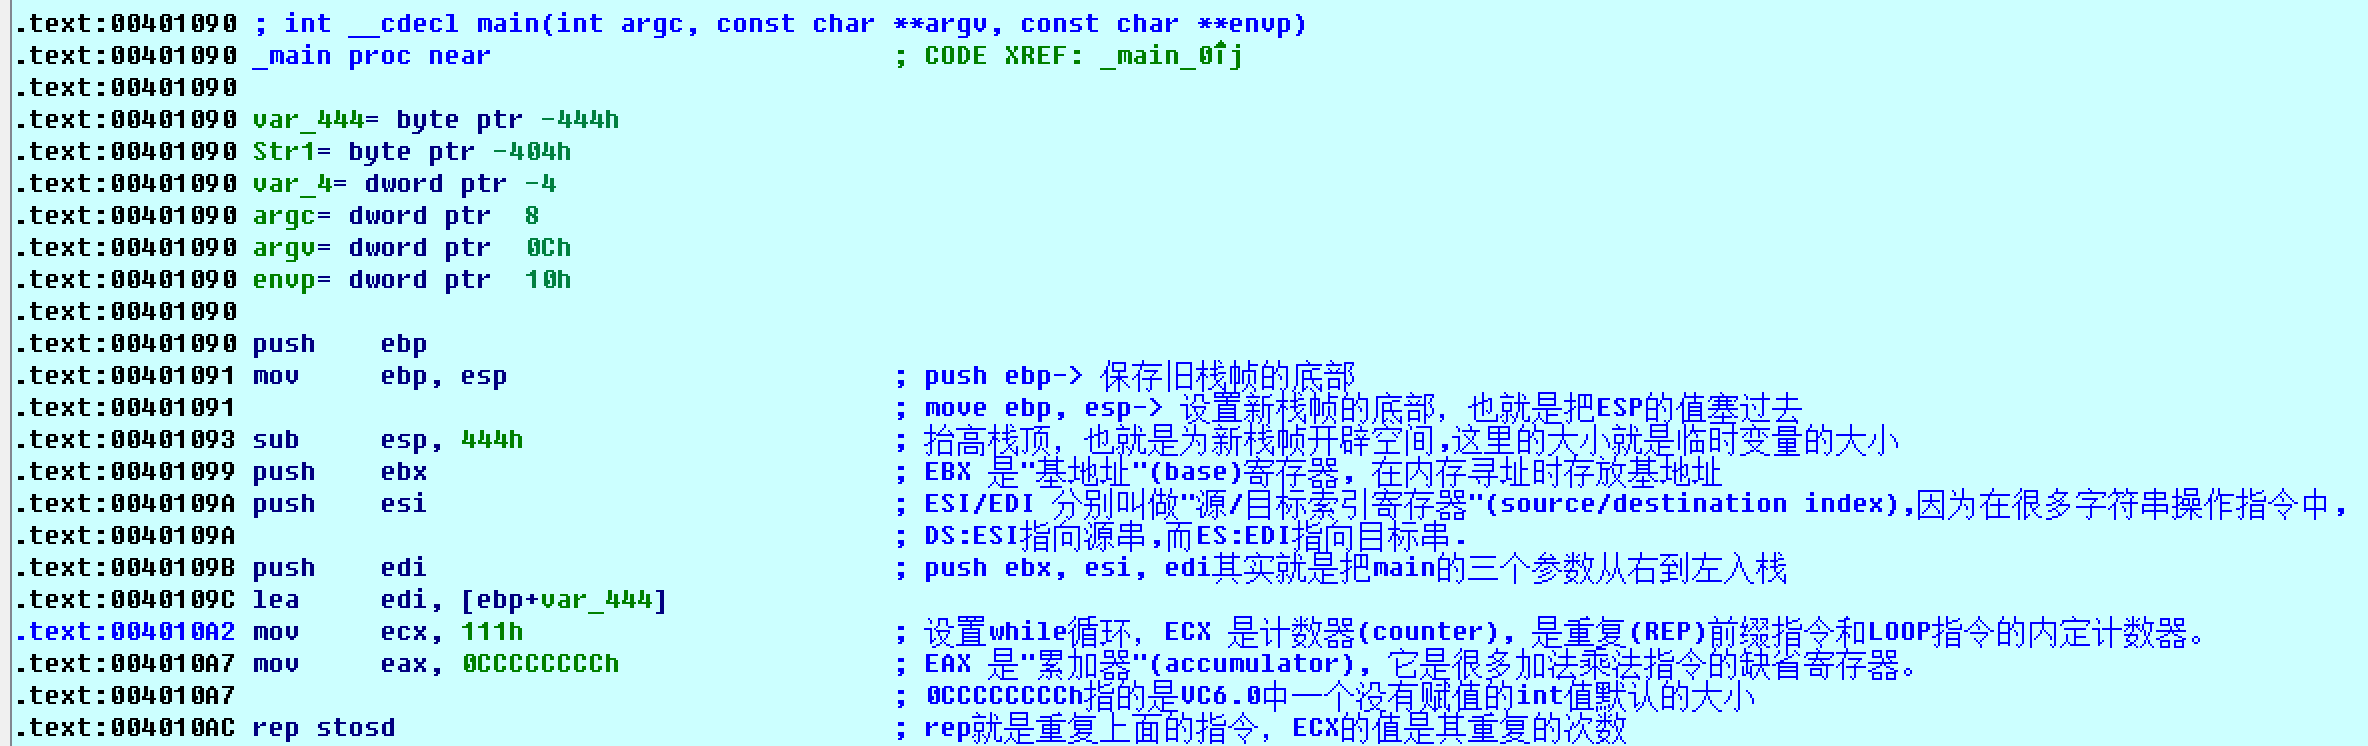 .text:00401090 ; int __cdecl main(int argc, const char **argv, const char **envp)
.text:00401090 _main proc near ; CODE XREF: _main_0↑j
.text:00401090
.text:00401090 var_444= byte ptr -444h
.text:00401090 Str1= byte ptr -404h
.text:00401090 var_4= dword ptr -4
.text:00401090 argc= dword ptr 8
.text:00401090 argv= dword ptr 0Ch
.text:00401090 envp= dword ptr 10h
.text:00401090
.text:00401090 push ebp
.text:00401091 mov ebp, esp ; push ebp-> 保存旧栈帧的底部
.text:00401091 ; move ebp, esp-> 设置新栈帧的底部，也就是把ESP的值塞过去
.text:00401093 sub esp, 444h ; 抬高栈顶，也就是为新栈帧开辟空间,这里的大小就是临时变量的大小
.text:00401099 push ebx ; EBX 是"基地址"(base)寄存器, 在内存寻址时存放基地址
.text:0040109A push esi ; ESI/EDI 分别叫做"源/目标索引寄存器"(source/destination index),因为在很多字符串操作指令中,
.text:0040109A ; DS:ESI指向源串,而ES:EDI指向目标串.
.text:0040109B push edi ; push ebx, esi, edi其实就是把main的三个参数从右到左入栈
.text:0040109C lea edi, [ebp+var_444]
.text:004010A2 mov ecx, 111h ; 设置while循环，ECX 是计数器(counter), 是重复(REP)前缀指令和LOOP指令的内定计数器。
.text:004010A7 mov eax, 0CCCCCCCCh ; EAX 是"累加器"(accumulator), 它是很多加法乘法指令的缺省寄存器。
.text:004010A7 ; 0CCCCCCCCh指的是VC6.0中一个没有赋值的int值默认的大小
.text:004010AC rep stosd ; rep就是重复上面的指令，ECX的值是其重复的次数